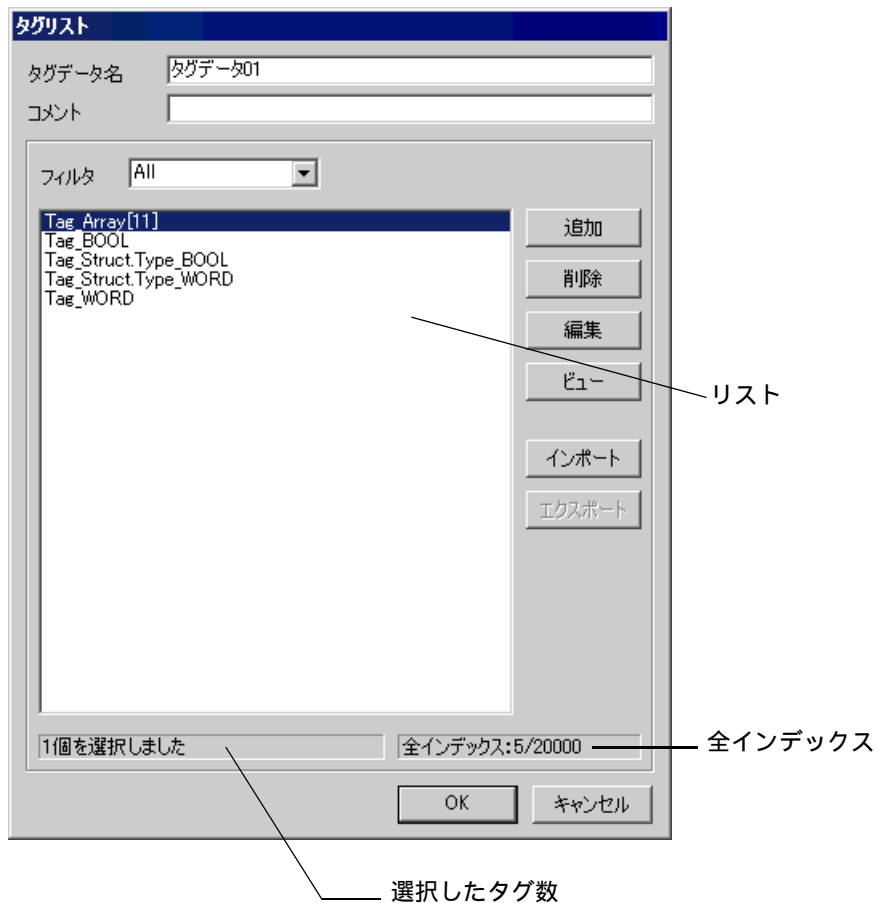 タグリスト
タグデータ名 タグデータ01
コメント
フィルタ All
Tag_Array[11]
Tag_BOOL
Tag_Struct.Type_BOOL
Tag_Struct.Type_WORD
Tag_WORD
追加
削除
編集
ビュー
インポート
エクスポート
リスト
1個を選択しました
全インデックス:5/20000
全インデックス
OK
キャンセル
選択したタグ数